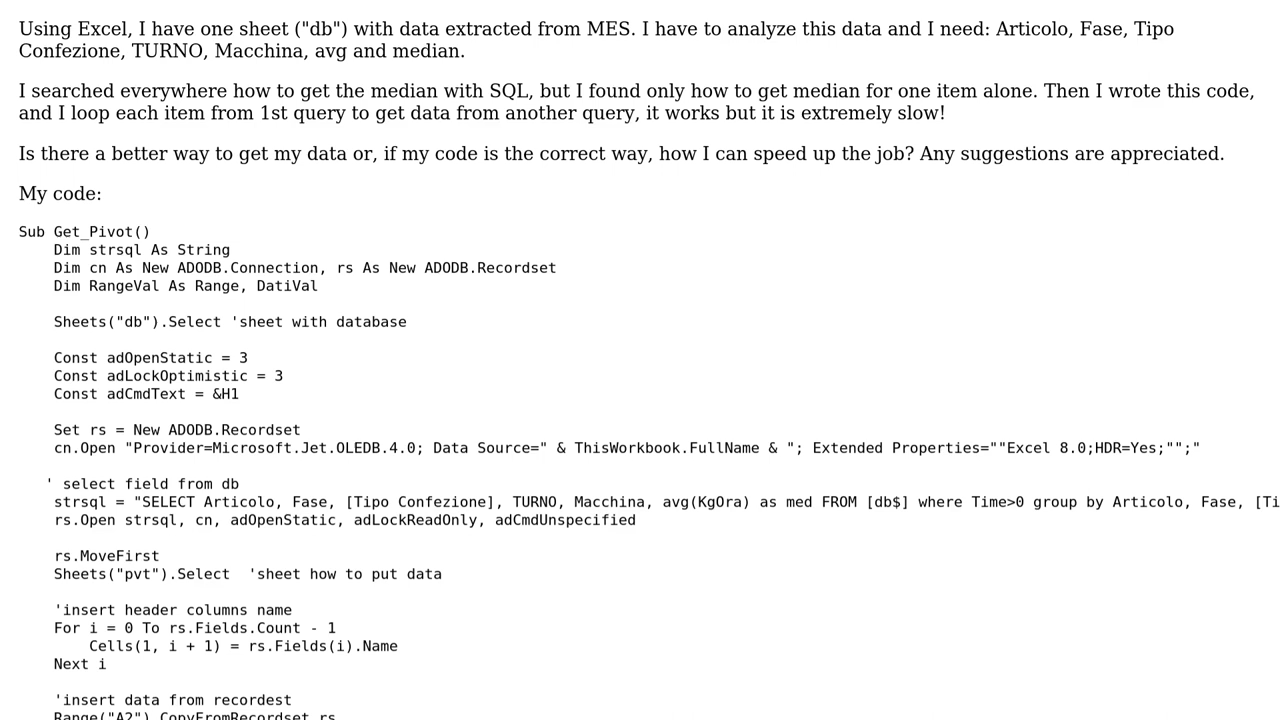 Using Excel, I have one sheet ("db") with data extracted from MES. I have to analyze this data and I need: Articolo, Fase, Tipo
Confezione, TURNO, Macchina, avg and median.
I searched everywhere how to get the median with SQL, but I found only how to get median for one item alone. Then I wrote this code,
and I loop each item from 1st query to get data from another query, it works but it is extremely slow!
Is there a better way to get my data or, if my code is the correct way, how I can speed up the job? Any suggestions are appreciated.
My code:
Sub Get_Pivot()
    Dim strsql As String
    Dim cn As New ADODB.Connection, rs As New ADODB.Recordset
    Dim RangeVal As Range, DatiVal
    Sheets("db").Select 'sheet with database
    Const adOpenStatic = 3
    Const adLockOptimistic = 3
    Const adCmdText = &H1
    Set rs = New ADODB.Recordset
    cn.Open "Provider=Microsoft.Jet.OLEDB.4.0; Data Source=" & ThisWorkbook.FullName & "; Extended Properties=""Excel 8.0;HDR=Yes;"";"
   ' select field from db
    strsql = "SELECT Articolo, Fase, [Tipo Confezione], TURNO, Macchina, avg(KgOra) as med FROM [db$] where Time>0 group by Articolo, Fase, [Ti
    rs.Open strsql, cn, adOpenStatic, adLockReadOnly, adCmdUnspecified
    rs.MoveFirst
    Sheets("pvt").Select  'sheet how to put data
    'insert header columns name
    For i = 0 To rs.Fields.Count - 1
        Cells(1, i + 1) = rs.Fields(i).Name
    Next i
    'insert data from recordest
    Range("A2").CopyFromRecordset rs